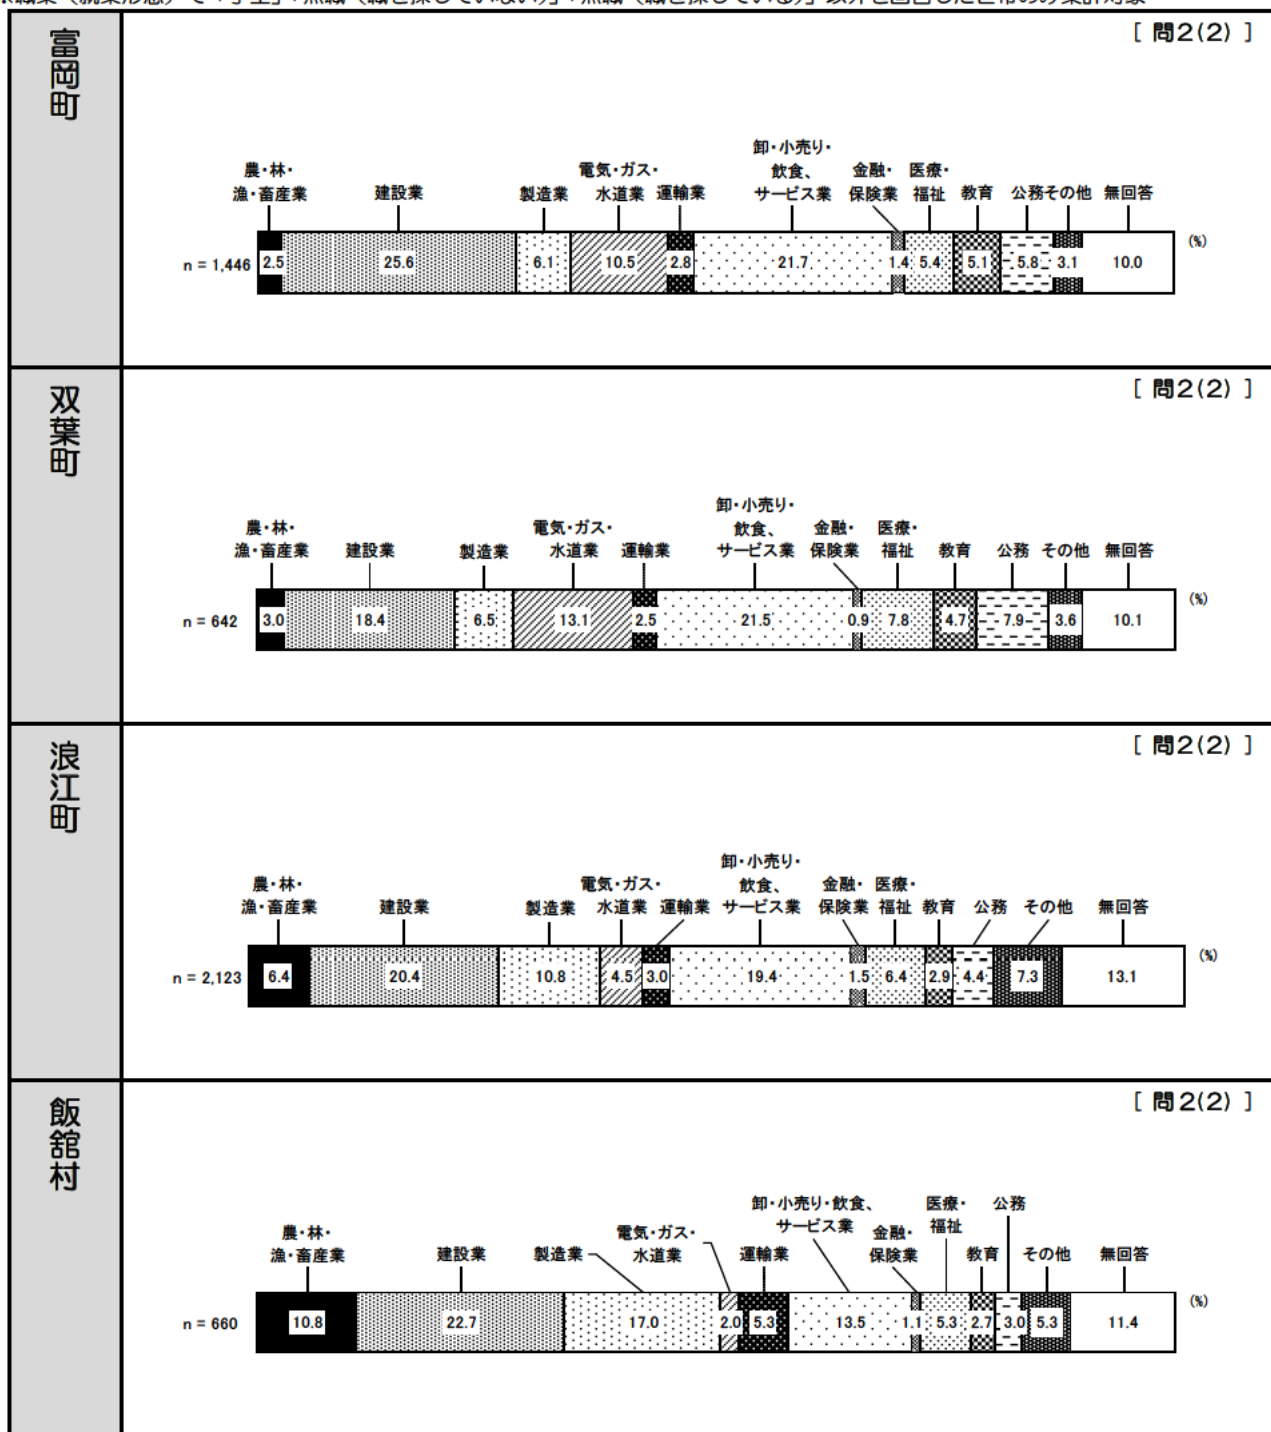 富岡町
[ 問2(2) ]
農・林・
漁・畜産業
建設業
製造業
電気・ガス・
水道業
運輸業
卸・小売り・
飲食、
サービス業
金融・
保険業
医療・
福祉
教育
公務
その他
無回答
(%)
n = 1,446 2.5 25.6 6.1 10.5 2.8 21.7 1.4 5.4 5.1 5.8 3.1 10.0
双葉町
[ 問2(2) ]
農・林・
漁・畜産業
建設業
製造業
電気・ガス・
水道業
運輸業
卸・小売り・
飲食、
サービス業
金融・
保険業
医療・
福祉
教育
公務
その他
無回答
(%)
n = 642 3.0 18.4 6.5 13.1 2.5 21.5 0.9 7.8 4.7 7.9 3.6 10.1
浪江町
[ 問2(2) ]
農・林・
漁・畜産業
建設業
製造業
電気・ガス・
水道業
運輸業
卸・小売り・
飲食、
サービス業
金融・
保険業
医療・
福祉
教育
公務
その他
無回答
(%)
n = 2,123 6.4 20.4 10.8 4.5 3.0 19.4 1.5 6.4 2.9 4.4 7.3 13.1
飯舘村
[ 問2(2) ]
農・林・
漁・畜産業
建設業
製造業
電気・ガス・
水道業
運輸業
卸・小売り・飲食、
サービス業
金融・
保険業
医療・
福祉
教育
公務
その他
無回答
(%)
n = 660 10.8 22.7 17.0 2.0 5.3 13.5 1.1 5.3 2.7 3.0 5.3 11.4